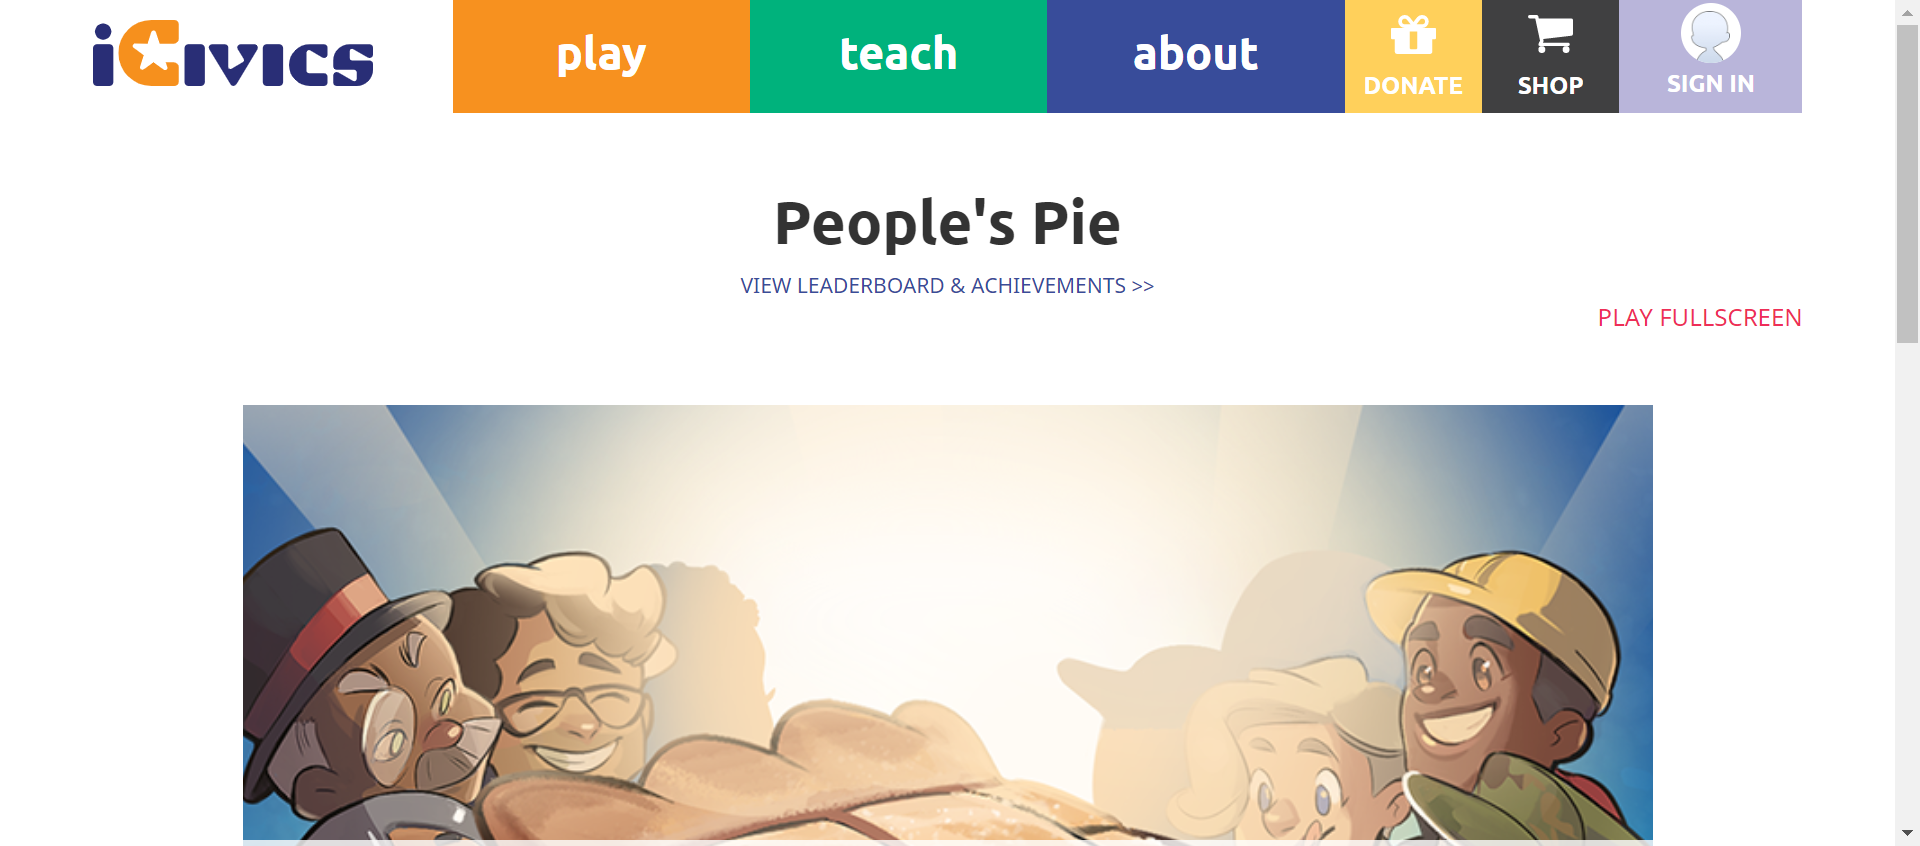 iCivics
play
teach
about
DONATE
SHOP
SIGN IN
People's Pie
VIEW LEADERBOARD & ACHIEVEMENTS >>
PLAY FULLSCREEN